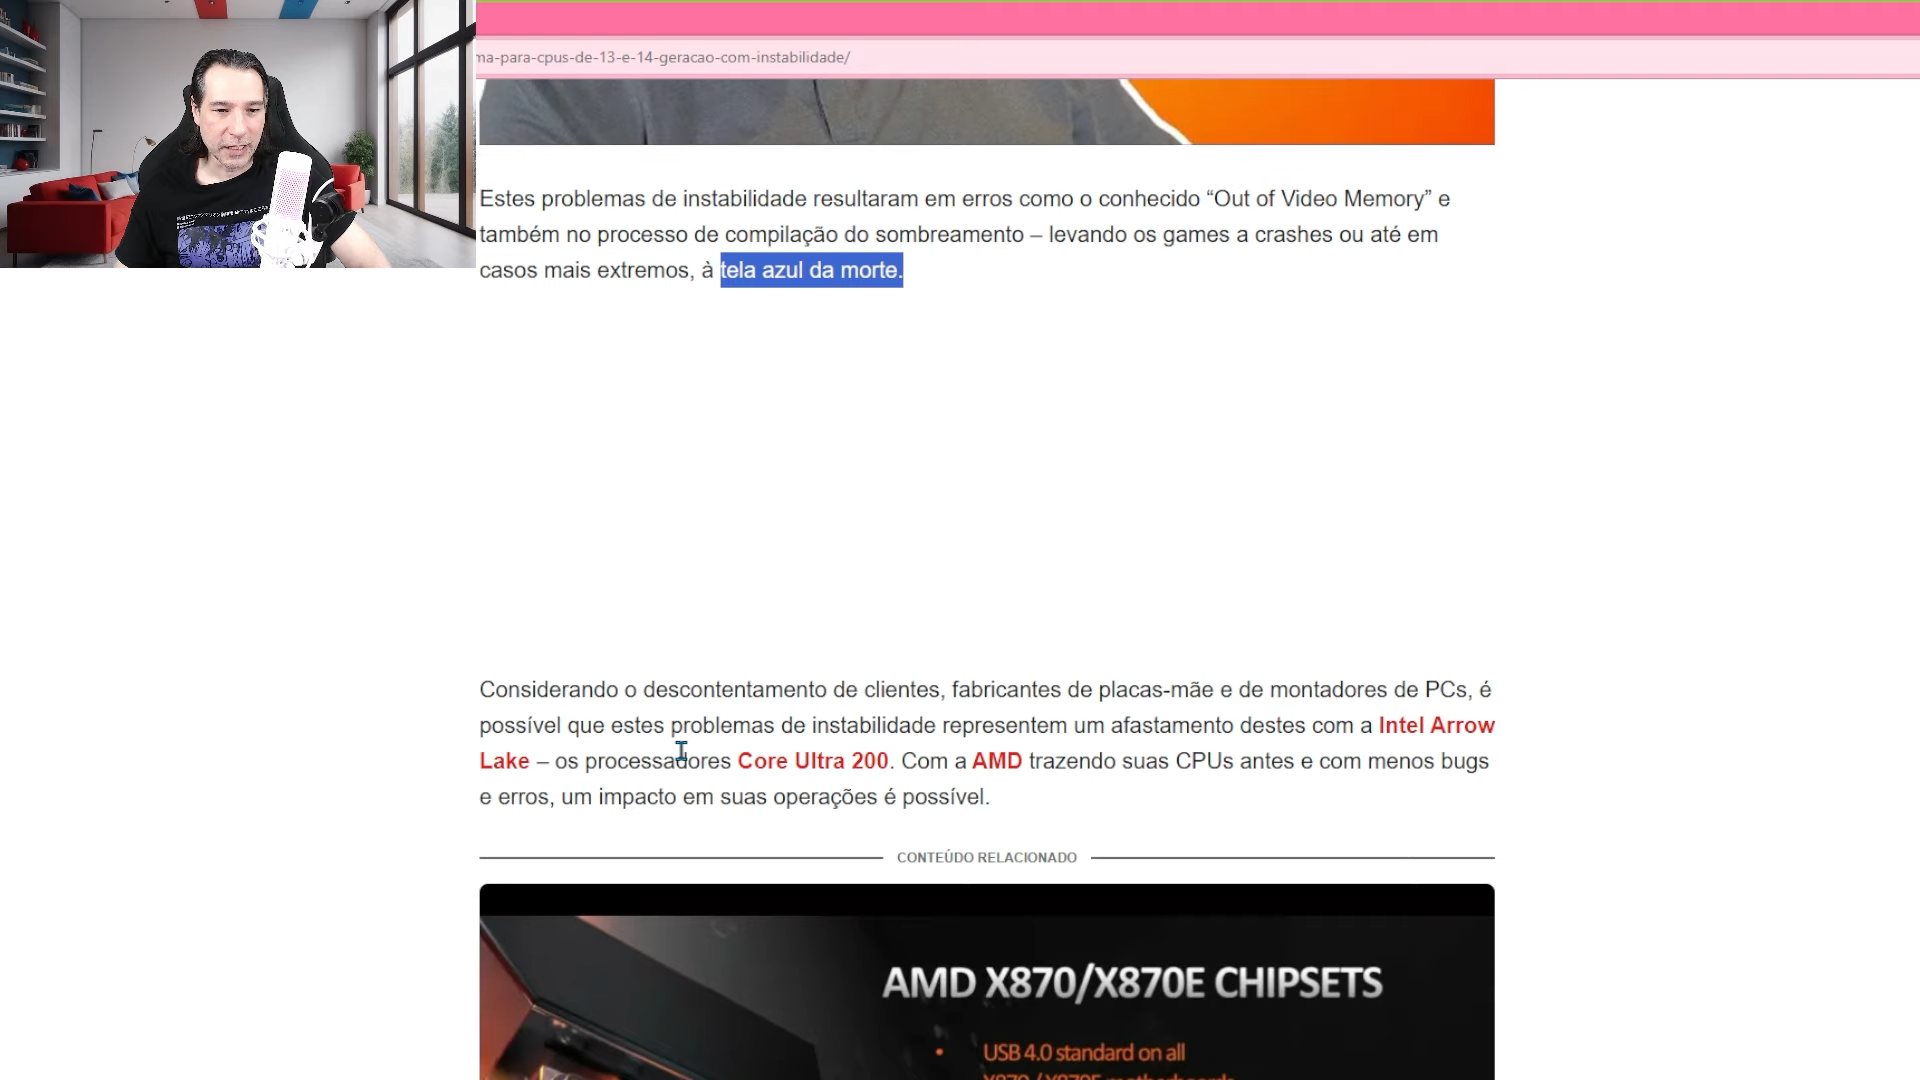 ma-para-cpus-de-13-e-14-geracao-com-instabilidade/
Estes problemas de instabilidade resultaram em erros como o conhecido “Out of Video Memory” e
também no processo de compilação do sombreamento – levando os games a crashes ou até em
casos mais extremos, à tela azul da morte.
Considerando o descontentamento de clientes, fabricantes de placas-mãe e de montadores de PCs, é
possível que estes problemas de instabilidade representem um afastamento destes com a Intel Arrow
Lake – os processadores Core Ultra 200. Com a AMD trazendo suas CPUs antes e com menos bugs
e erros, um impacto em suas operações é possível.
CONTEÚDO RELACIONADO
AMD X870/X870E CHIPSETS
• USB 4.0 standard on all